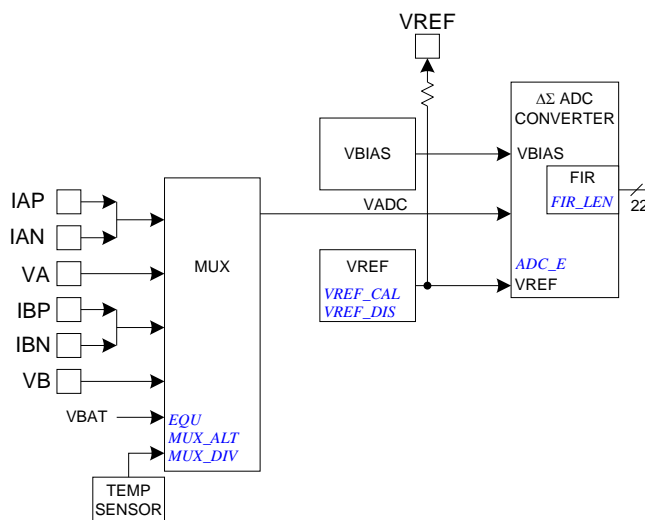 VREF
ΔΣ ADC
CONVERTER
VBIAS
VBIAS
FIR
FIR_LEN
22
IAP
IAN
VADC
MUX
VA
VREF
VREF_CAL
VREF_DIS
ADC_E
VREF
IBP
IBN
VB
VBAT
EQU
MUX_ALT
MUX_DIV
TEMP
SENSOR